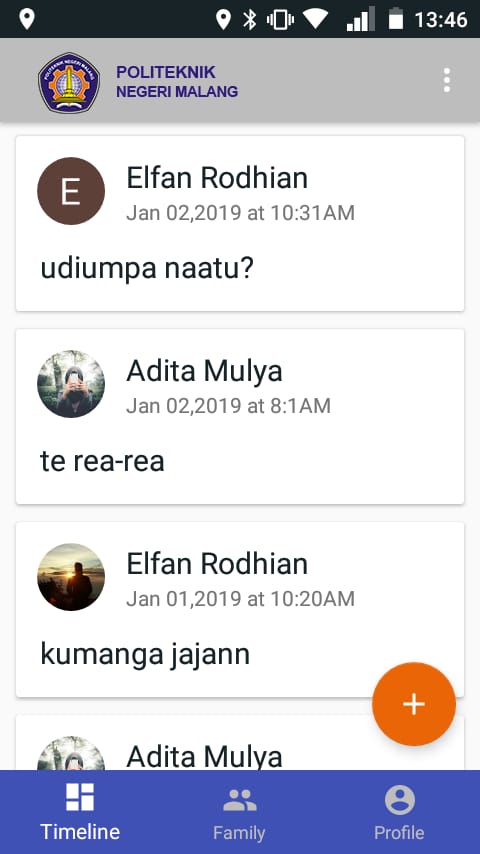 13:46
POLITEKNIK
NEGERI MALANG
E
Elfan Rodhian
Jan 02,2019 at 10:31AM
udiumpa naatu?
Adita Mulya
Jan 02,2019 at 8:1AM
te rea-rea
Elfan Rodhian
Jan 01,2019 at 10:20AM
kumanga jajann
Adita Mulya
Timeline
Family
Profile